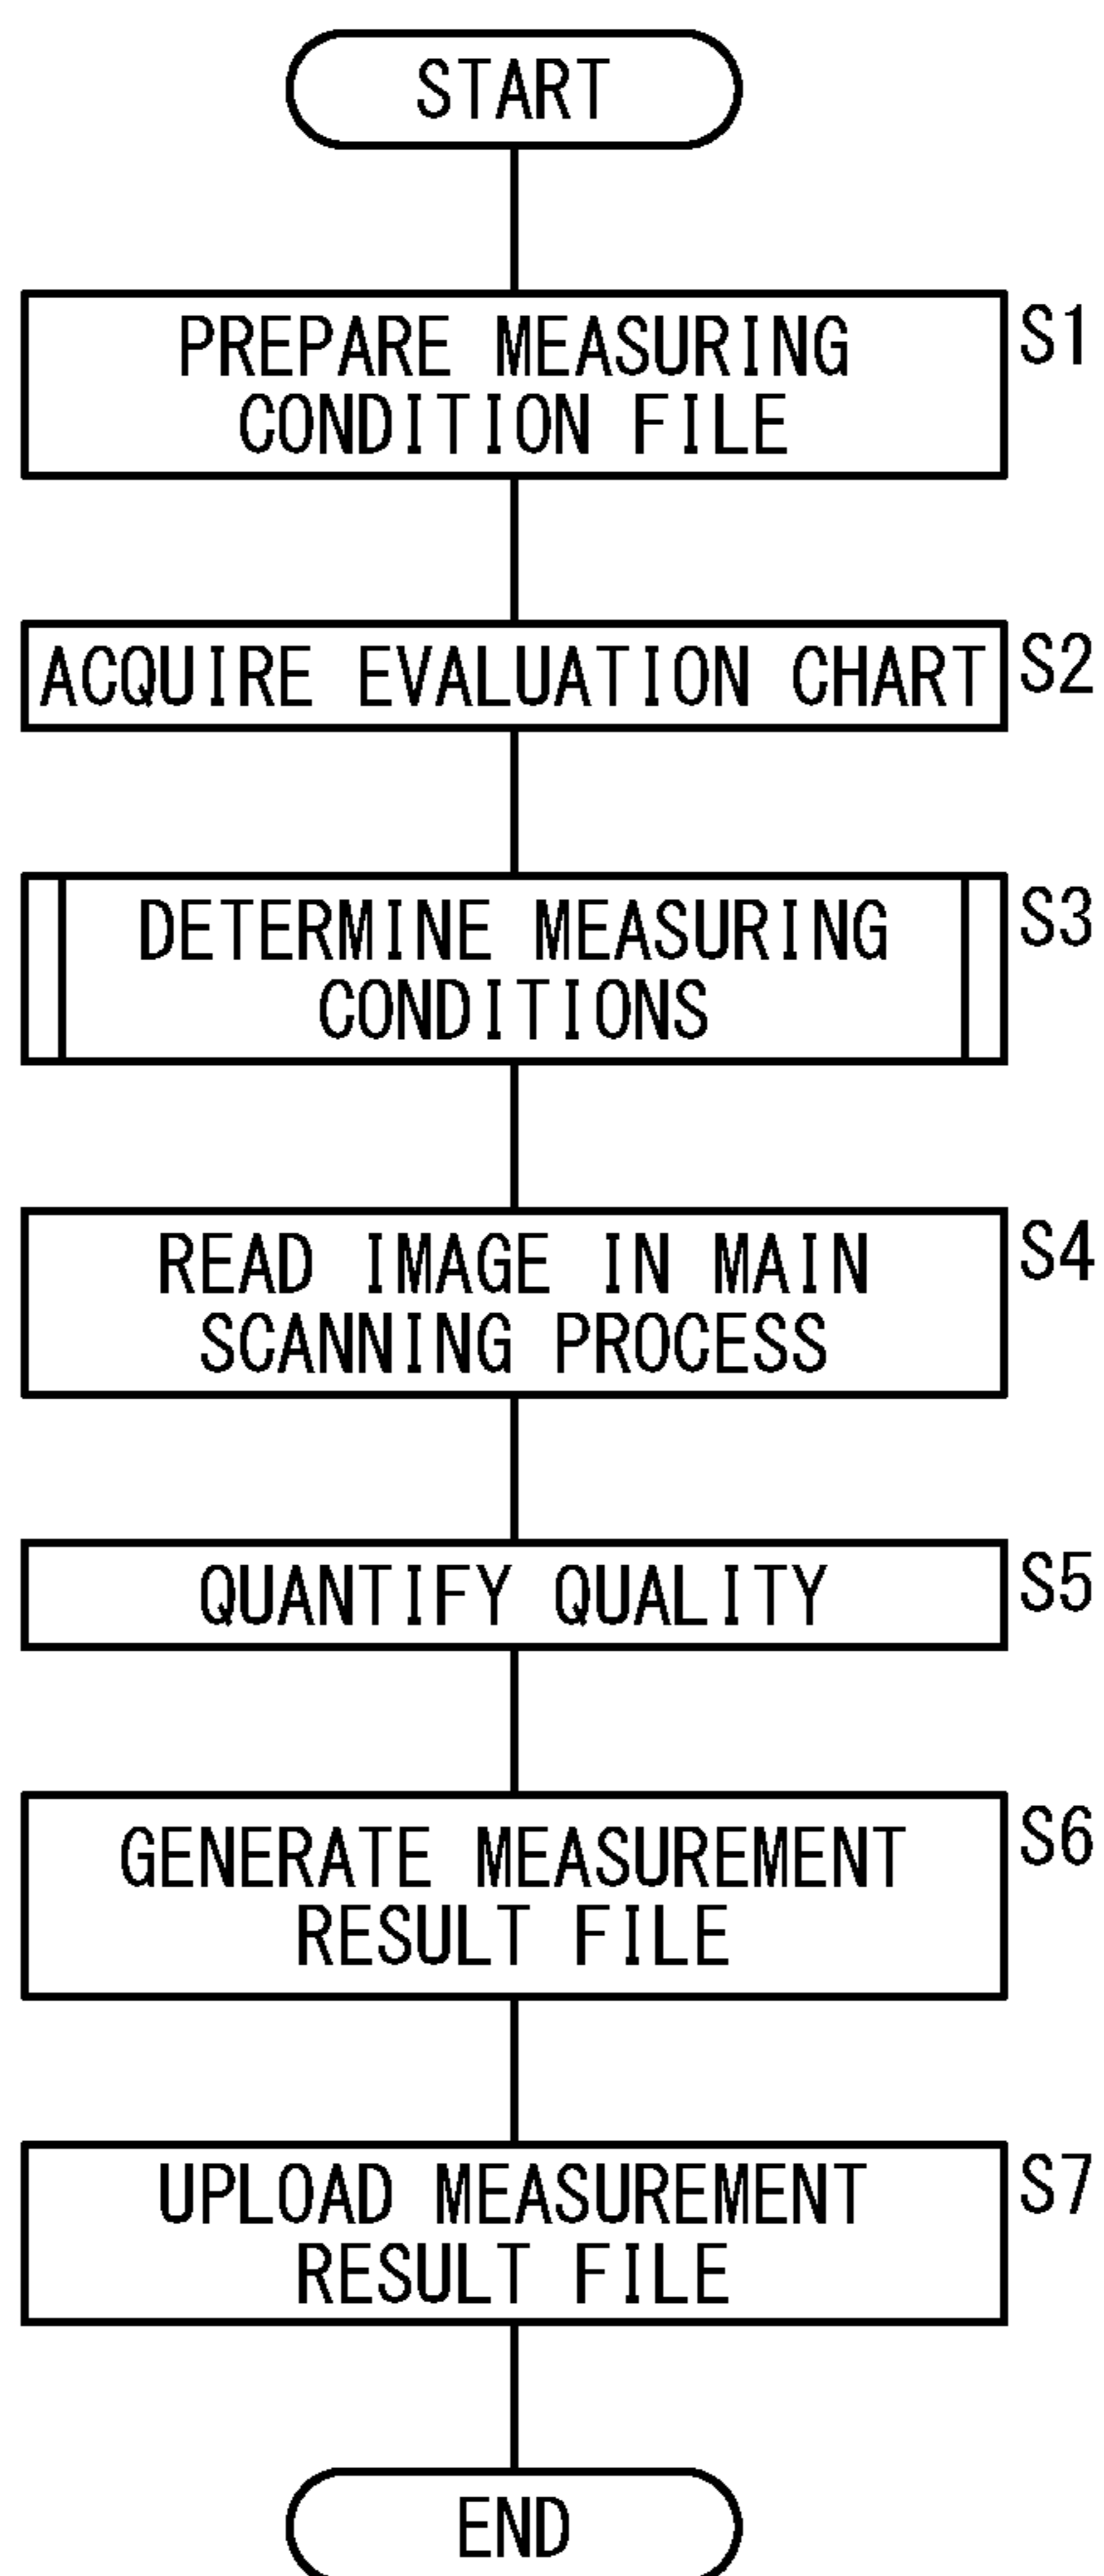 START
PREPARE MEASURING
CONDITION FILE
S1
ACQUIRE EVALUATION CHART
S2
DETERMINE MEASURING
CONDITIONS
S3
READ IMAGE IN MAIN
SCANNING PROCESS
S4
QUANTIFY QUALITY
S5
GENERATE MEASUREMENT
RESULT FILE
S6
UPLOAD MEASUREMENT
RESULT FILE
S7
END